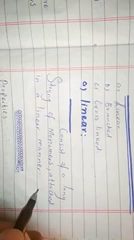 a) Linear
b) Branched
c) Cross linked
a) linear:
Consist of a long
String of Monomers attached
in a linear manner.
Properties